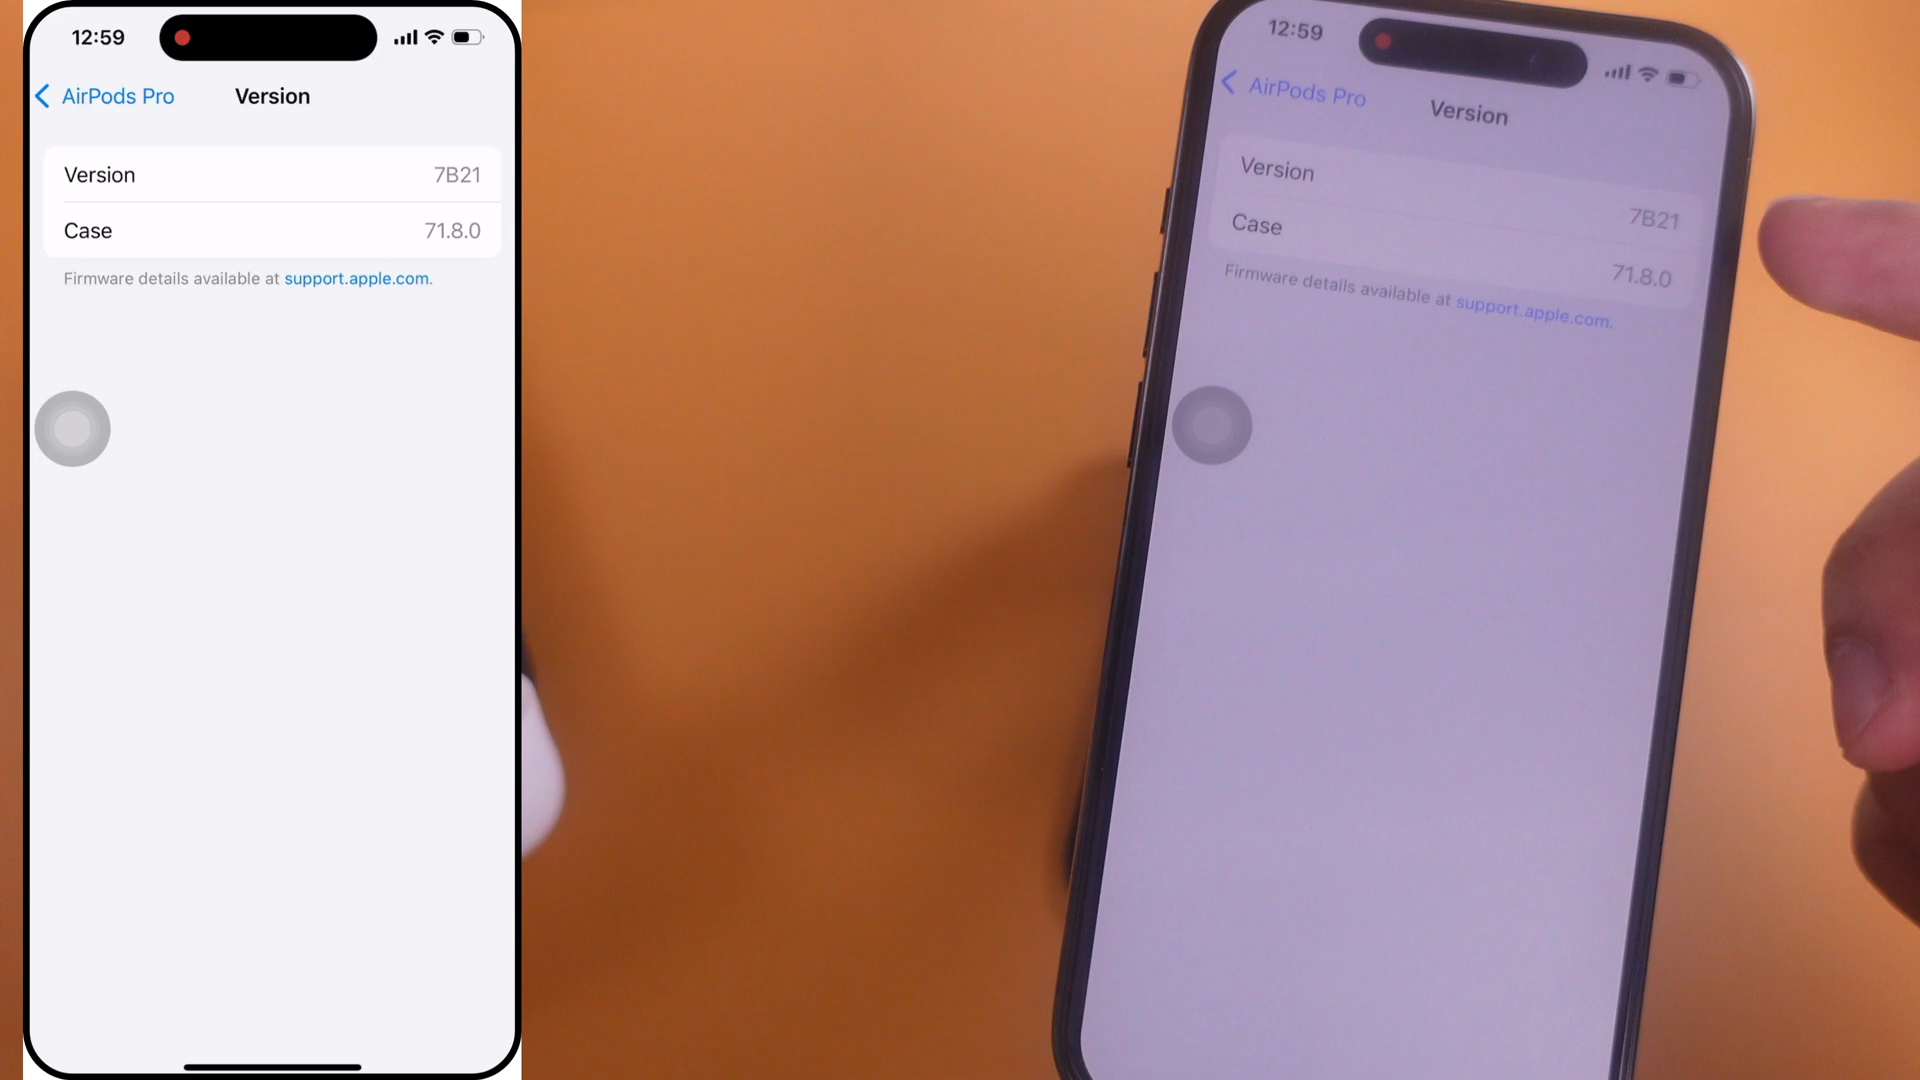 12:59
AirPods Pro
Version
Version 7B21
Case 71.8.0
Firmware details available at support.apple.com.
12:59
AirPods Pro
Version
Version 7B21
Case 71.8.0
Firmware details available at support.apple.com.